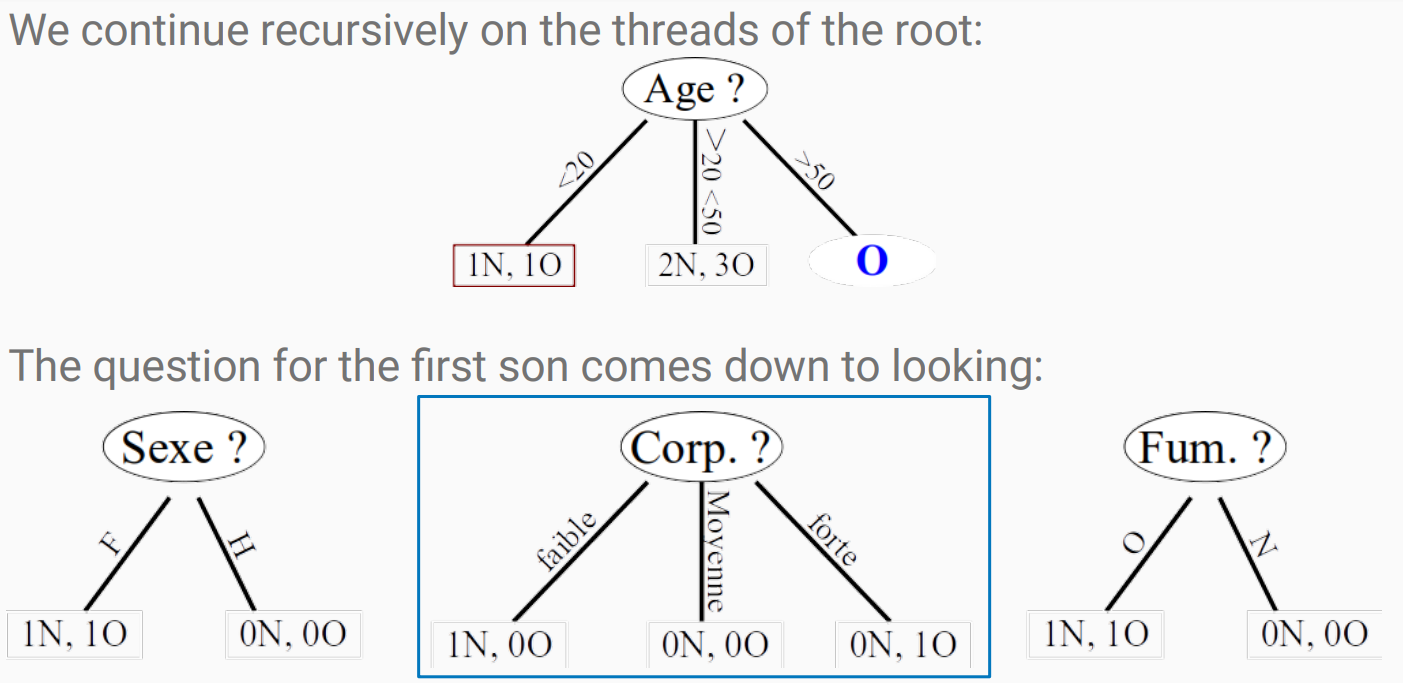 We continue recursively on the threads of the root:
Age ?
<20
>20 <50
>50
1N, 1O
2N, 3O
O
The question for the first son comes down to looking:
Sexe ?
Corp. ?
Fum. ?
F
H
faible
Moyenne
forte
O
N
1N, 1O
0N, 0O
1N, 0O
0N, 0O
0N, 1O
1N, 1O
0N, 0O